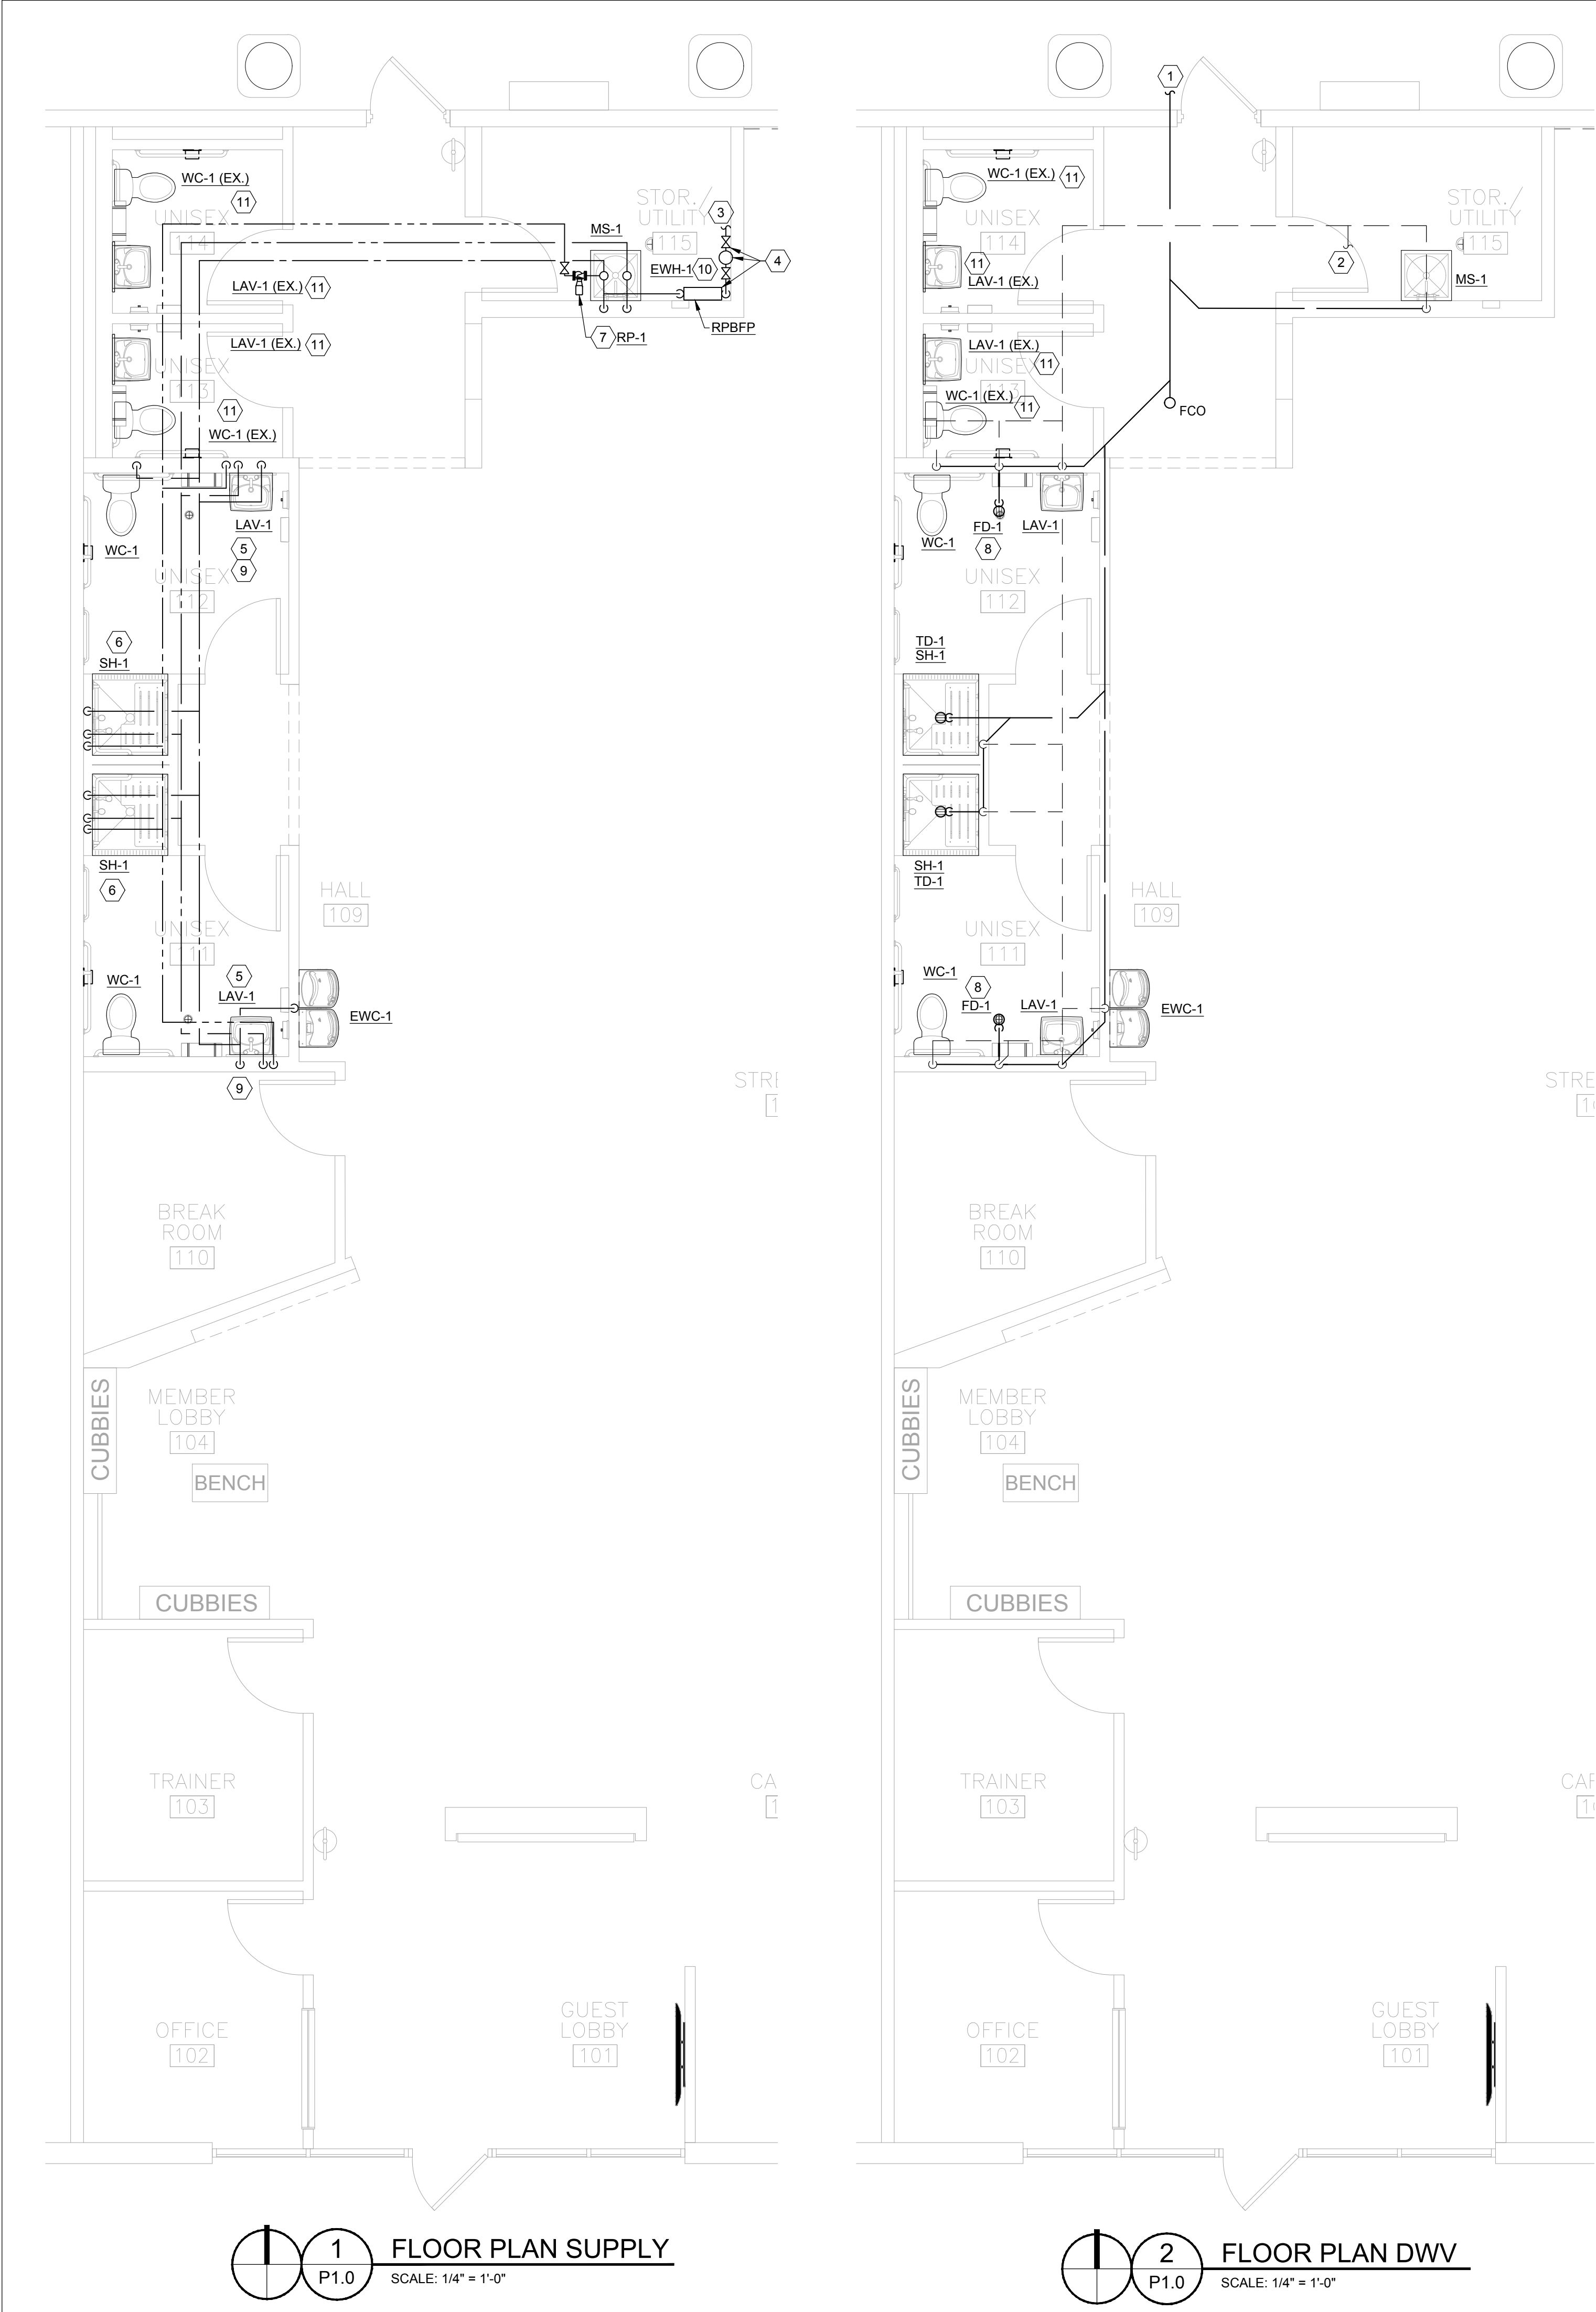 WC-1 (EX.)
11
UNISEX
114
STOR./
UTILITY
115
3
MS-1
4
EWH-1
10
LAV-1 (EX.)
11
RPBFP
7
RP-1
LAV-1 (EX.)
11
UNISEX
113
11
WC-1 (EX.)
LAV-1
WC-1
5
9
UNISEX
112
6
SH-1
SH-1
6
HALL
109
UNISEX
111
5
WC-1
LAV-1
EWC-1
9
STRE
1
BREAK
ROOM
110
CUBBIES
MEMBER
LOBBY
104
BENCH
CUBBIES
TRAINER
103
CA
1
OFFICE
102
GUEST
LOBBY
101
1
P1.0
FLOOR PLAN SUPPLY
SCALE: 1/4" = 1'-0"
1
WC-1 (EX.)
11
UNISEX
114
STOR./
UTILITY
115
2
11
LAV-1 (EX.)
MS-1
LAV-1 (EX.)
11
UNISEX
113
WC-1 (EX.)
11
FCO
FD-1
LAV-1
WC-1
8
UNISEX
112
TD-1
SH-1
SH-1
TD-1
HALL
109
UNISEX
111
WC-1
8
FD-1
LAV-1
EWC-1
STRE
1
BREAK
ROOM
110
CUBBIES
MEMBER
LOBBY
104
BENCH
CUBBIES
TRAINER
103
CAR
1
OFFICE
102
GUEST
LOBBY
101
2
P1.0
FLOOR PLAN DWV
SCALE: 1/4" = 1'-0"